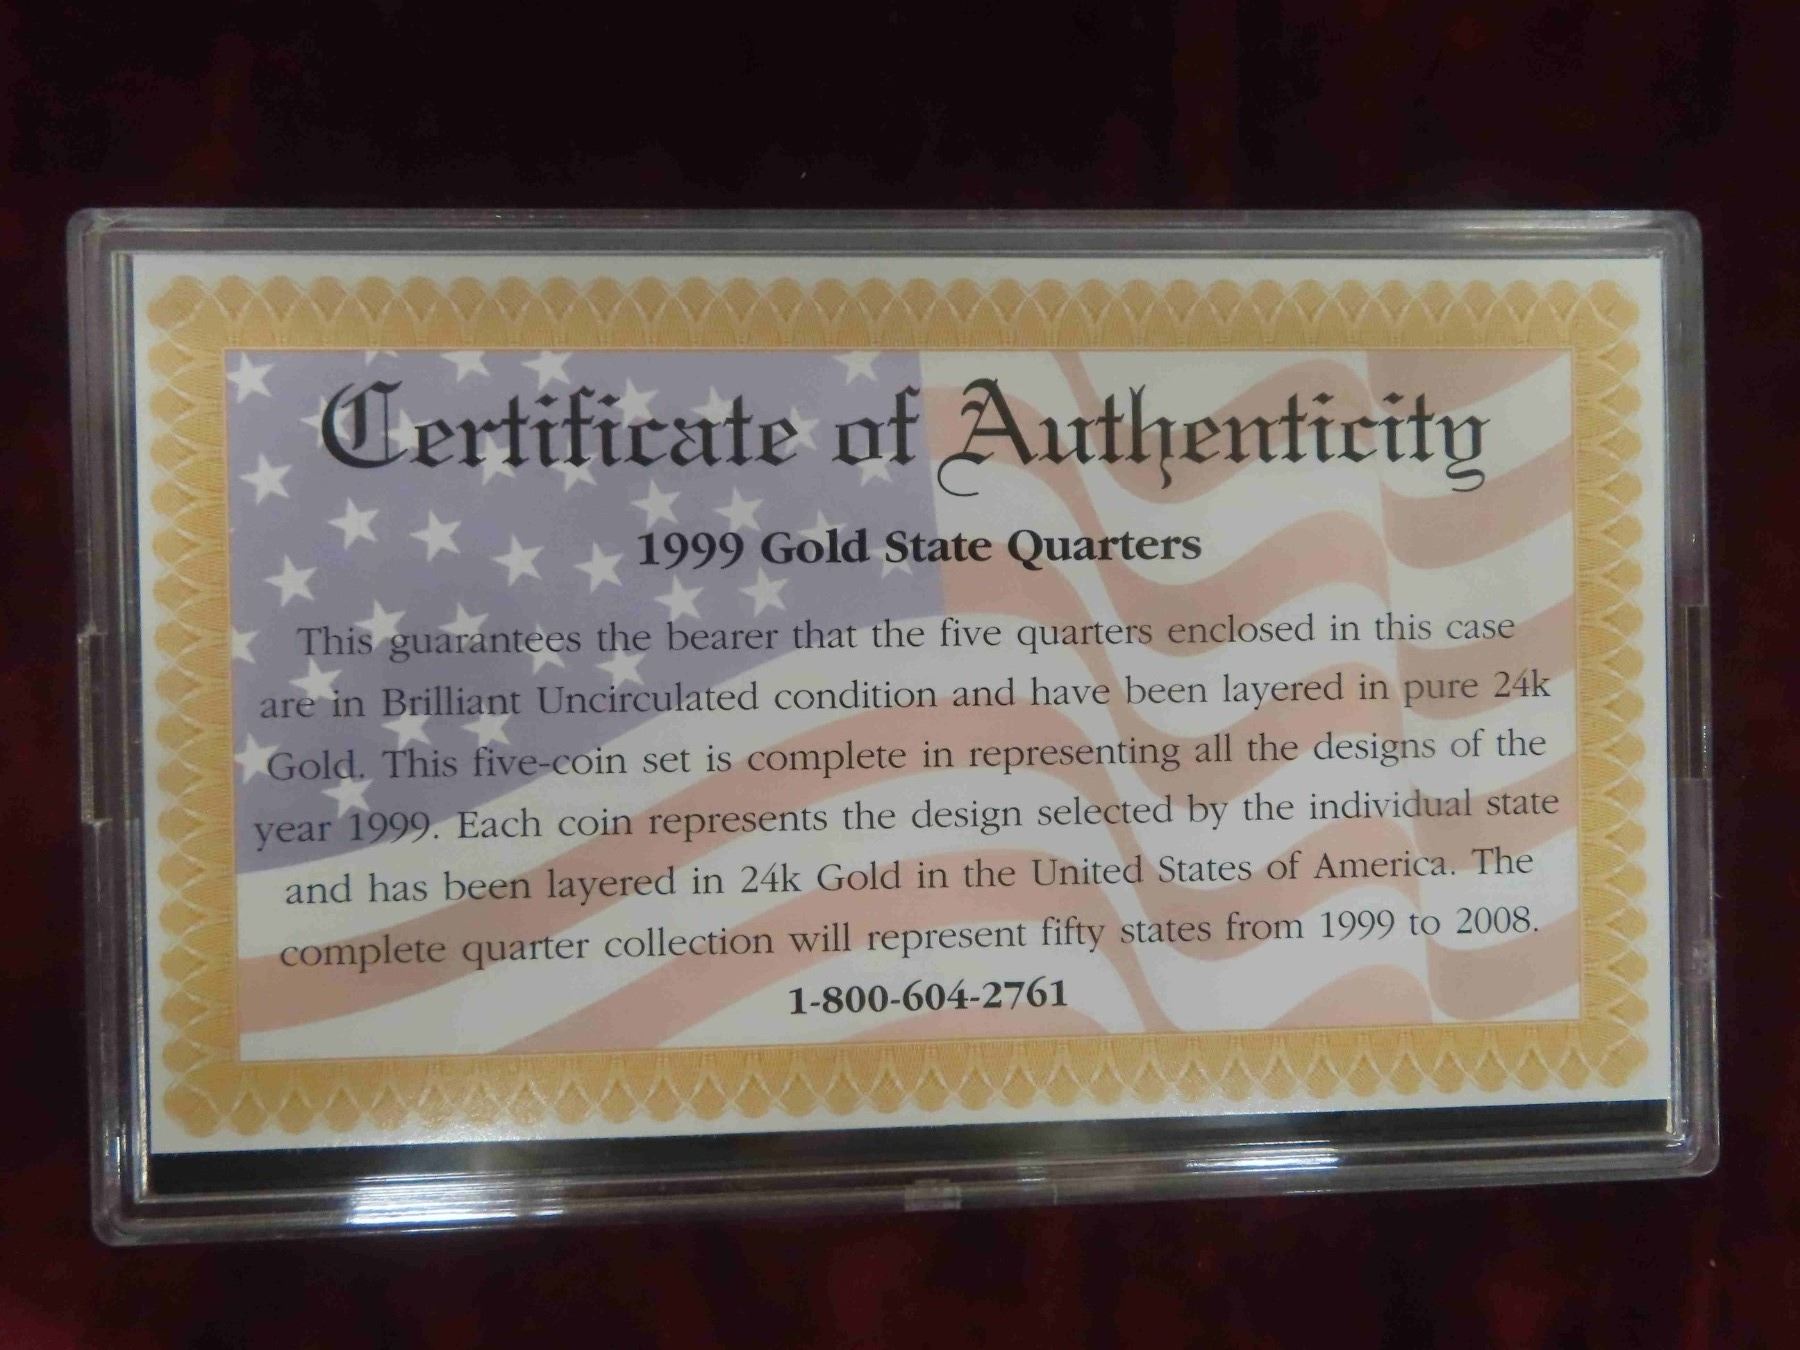 Certificate of Authenticity
1999 Gold State Quarters
This guarantees the bearer that the five quarters enclosed in this case
are in Brilliant Uncirculated condition and have been layered in pure 24k
Gold. This five-coin set is complete in representing all the designs of the
year 1999. Each coin represents the design selected by the individual state
and has been layered in 24k Gold in the United States of America. The
complete quarter collection will represent fifty states from 1999 to 2008.
1-800-604-2761